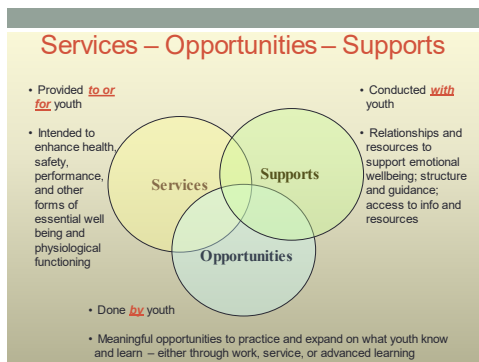 Services – Opportunities – Supports
• Provided to or
for youth
• Intended to
enhance health,
safety,
performance,
and other
forms of
essential well
being and
physiological
functioning
Services
Supports
Opportunities
• Conducted with
youth
• Relationships and
resources to
support emotional
wellbeing; structure
and guidance;
access to info and
resources
• Done by youth
• Meaningful opportunities to practice and expand on what youth know
and learn – either through work, service, or advanced learning